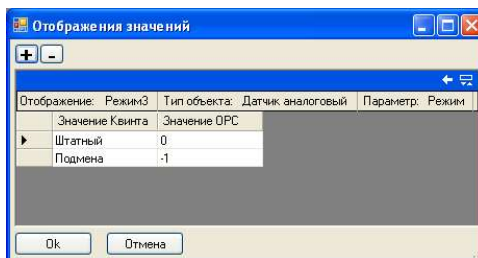 Отображения значений
+ -
Отображение: Режим3 Тип объекта: Датчик аналоговый Параметр: Режим
Значение Квинта Значение OPC
Штатный 0
Подмена -1
Ok Отмена